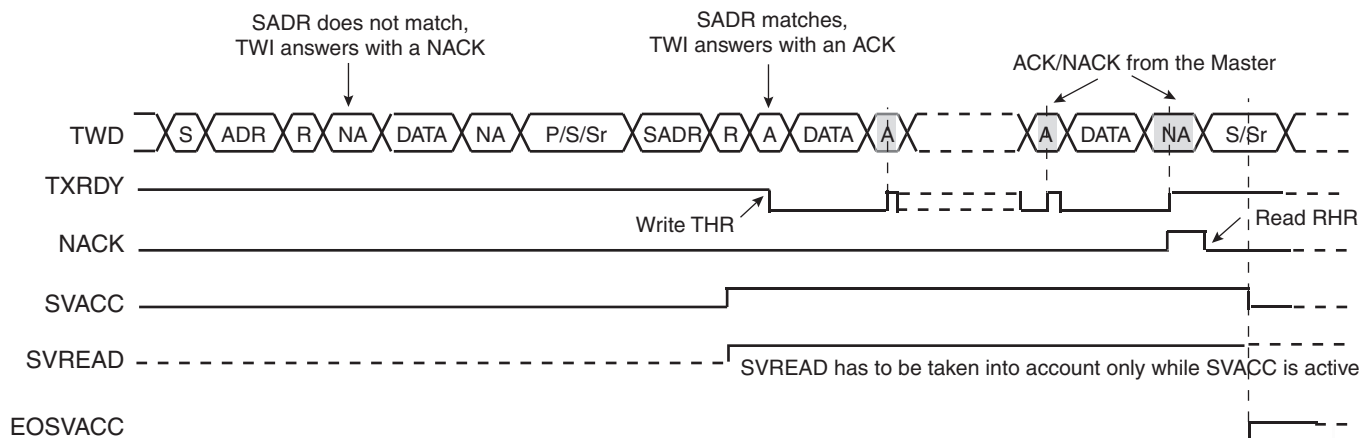 SADR does not match,
TWI answers with a NACK
SADR matches,
TWI answers with an ACK
ACK/NACK from the Master
TWD S ADR R NA DATA NA P/S/Sr SADR R A DATA A A DATA NA S/Sr
TXRDY
Write THR
Read RHR
NACK
SVACC
SVREAD
SVREAD has to be taken into account only while SVACC is active
EOSVACC